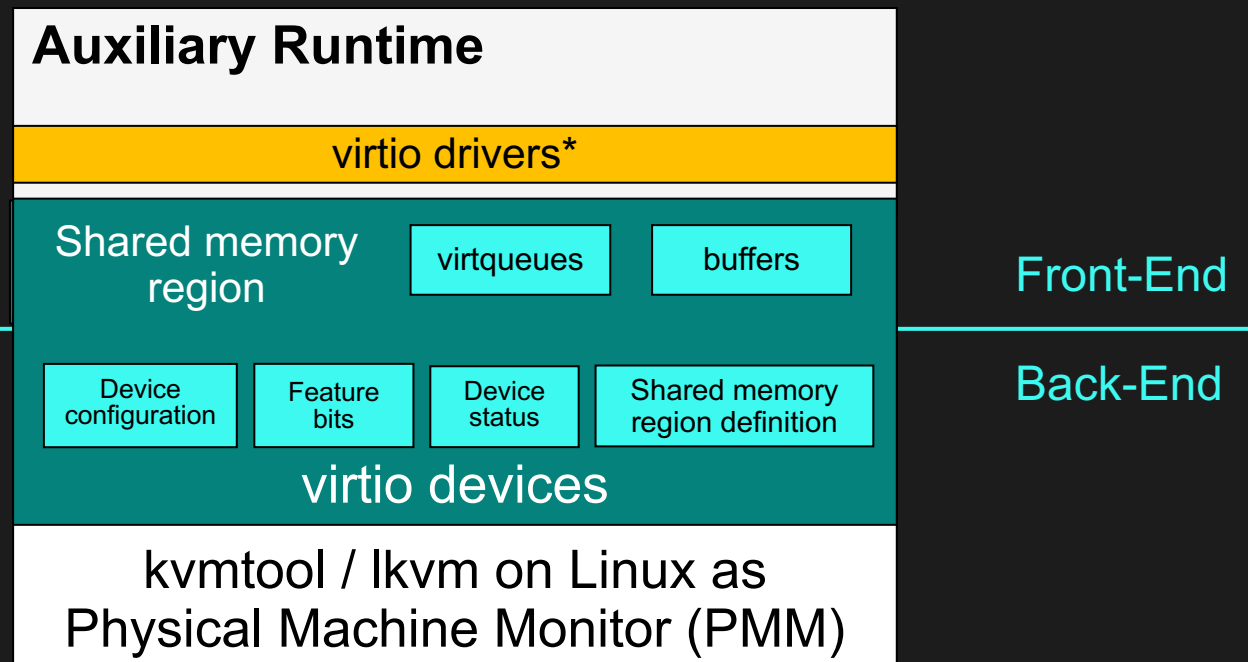 Auxiliary Runtime
virtio drivers*
Shared memory
region
virtqueues
buffers
Front-End
Back-End
Device
configuration
Feature
bits
Device
status
Shared memory
region definition
virtio devices
kvmtool / lkvm on Linux as
Physical Machine Monitor (PMM)